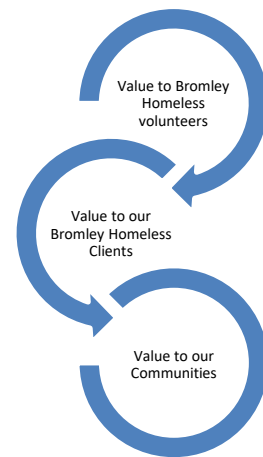 Value to Bromley
Homeless
volunteers
Value to our
Bromley Homeless
Clients
Value to our
Communities